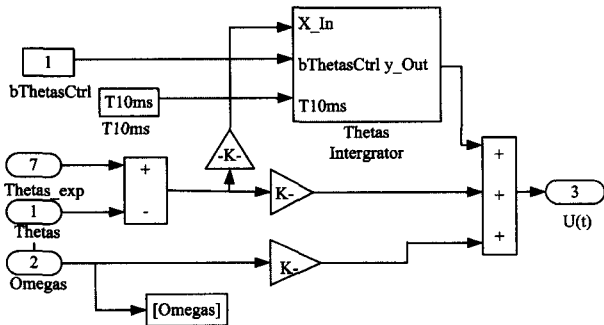 X_In
1
bThetasCtrl y_Out
bThetasCtrl
T10ms
T10ms
T10ms
Thetas
Intergrator
-K-
7
+
Thetas_exp
-
K-
1
Thetas
+
+
+
3
U(t)
2
Omegas
K-
[Omegas]